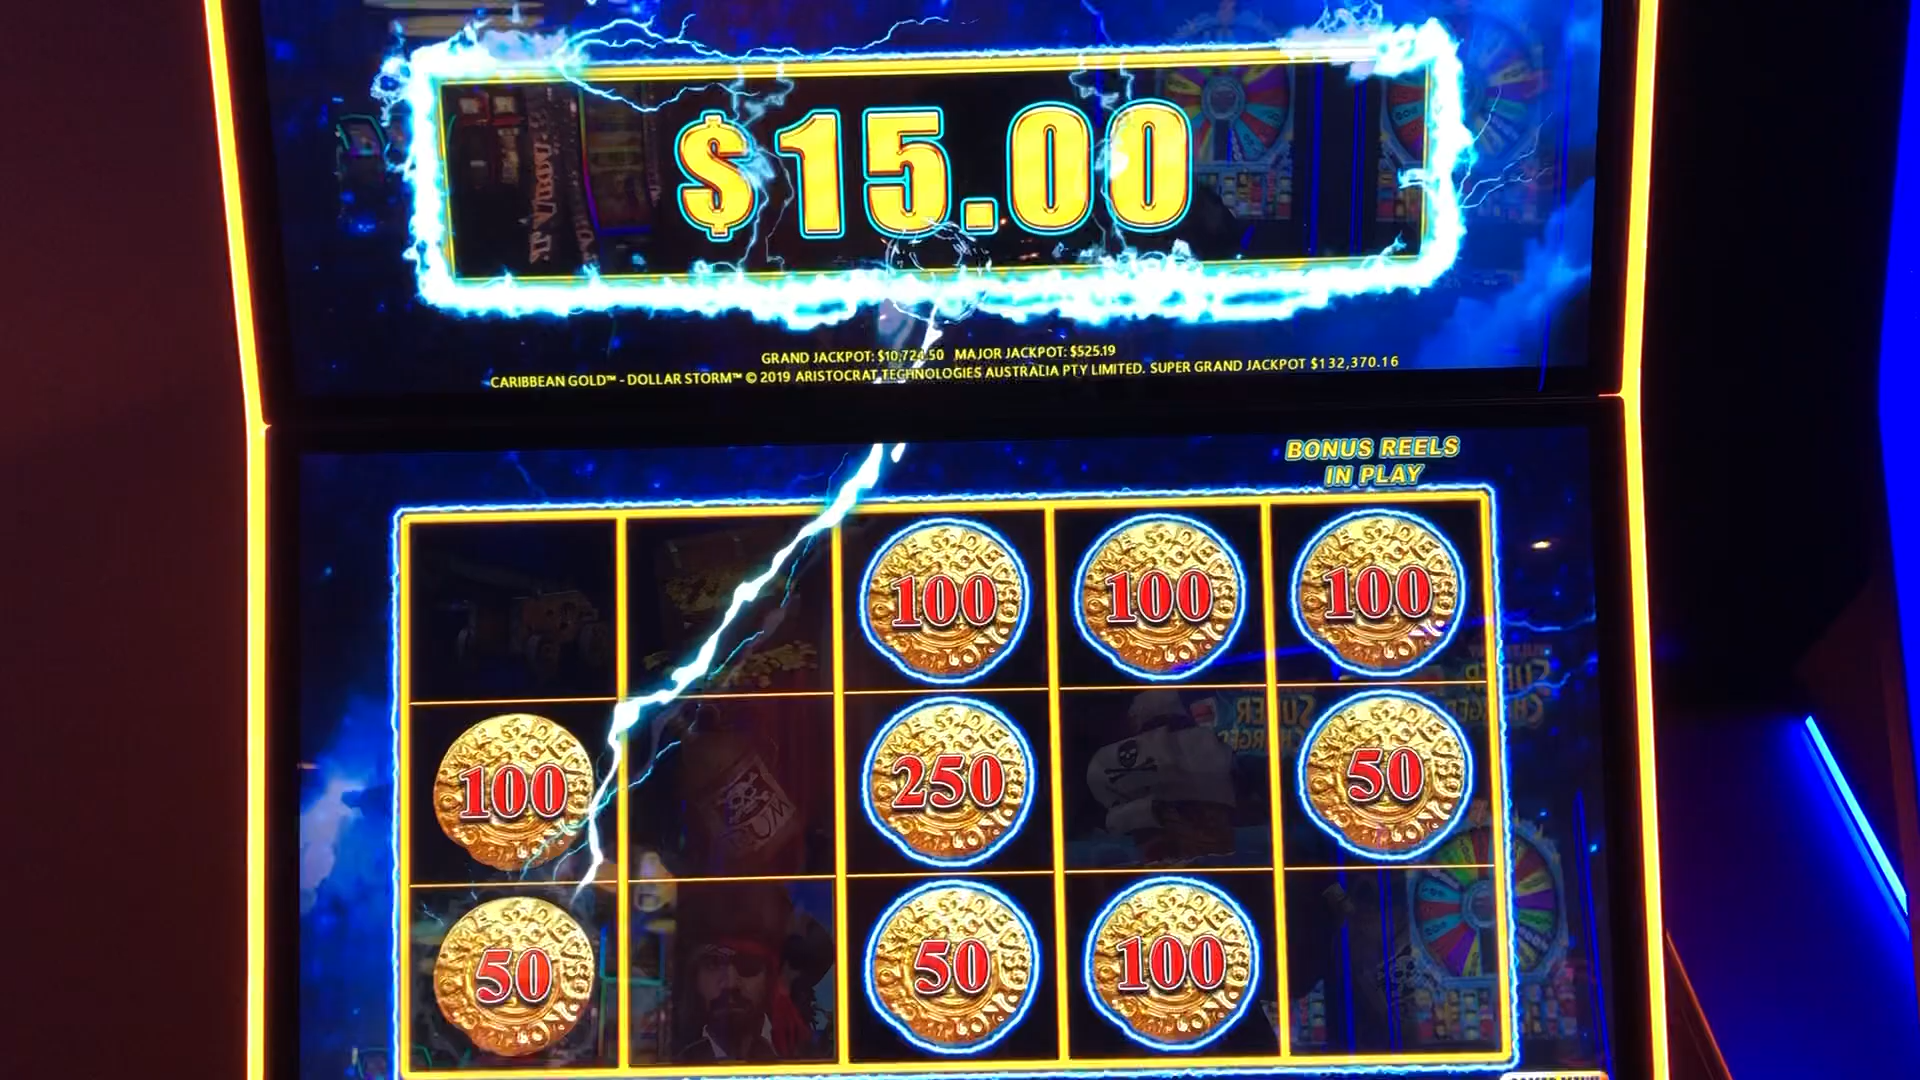 $15.00
GRAND JACKPOT: $10,724.50 MAJOR JACKPOT: $525.19
CARIBBEAN GOLD™ - DOLLAR STORM™ © 2019 ARISTOCRAT TECHNOLOGIES AUSTRALIA PTY LIMITED. SUPER GRAND JACKPOT $132,370.16
BONUS REELS
IN PLAY
100 100 100
100 250 50
50 50 100